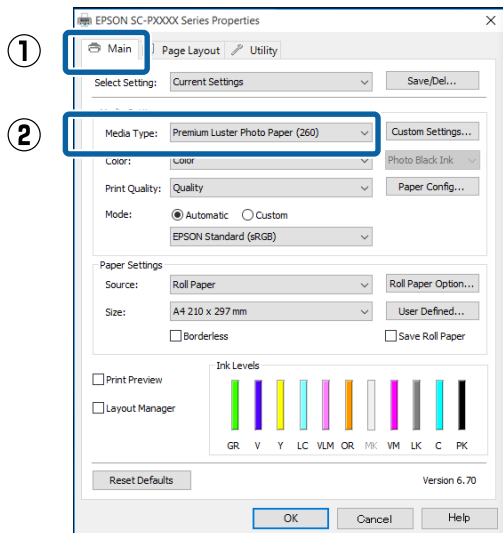 EPSON SC-PXXXX Series Properties
①
Main Page Layout Utility
Select Setting: Current Settings Save/Del...
②
Media Type: Premium Luster Photo Paper (260) Custom Settings...
Color: Color Photo Black Ink
Print Quality: Quality Paper Config...
Mode: Automatic Custom
EPSON Standard (sRGB)
Paper Settings
Source: Roll Paper Roll Paper Option...
Size: A4 210 x 297 mm User Defined...
Borderless Save Roll Paper
Ink Levels
Print Preview
Layout Manager
GR V Y LC VLM OR MK VM LK C PK
Reset Defaults Version 6.70
OK Cancel Help